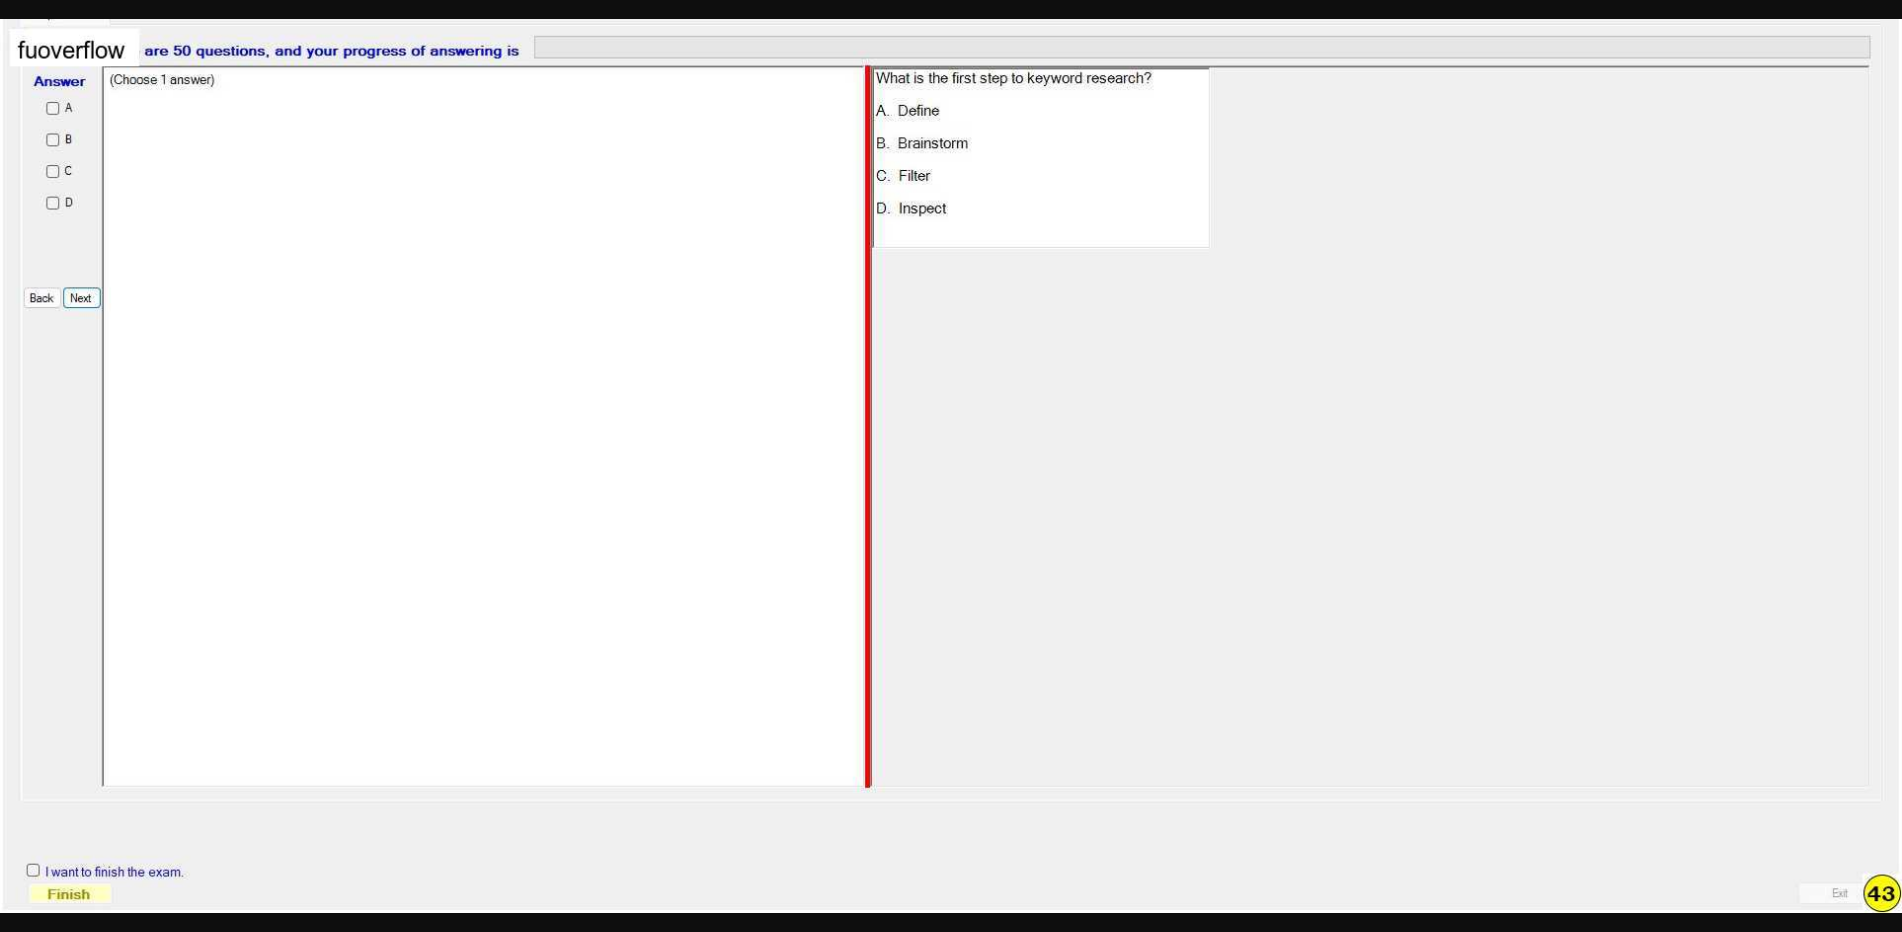 fuoverflow are 50 questions, and your progress of answering is
Answer
(Choose 1 answer)
A
B
C
D
Back Next
What is the first step to keyword research?
A. Define
B. Brainstorm
C. Filter
D. Inspect
I want to finish the exam.
Finish
Exit 43